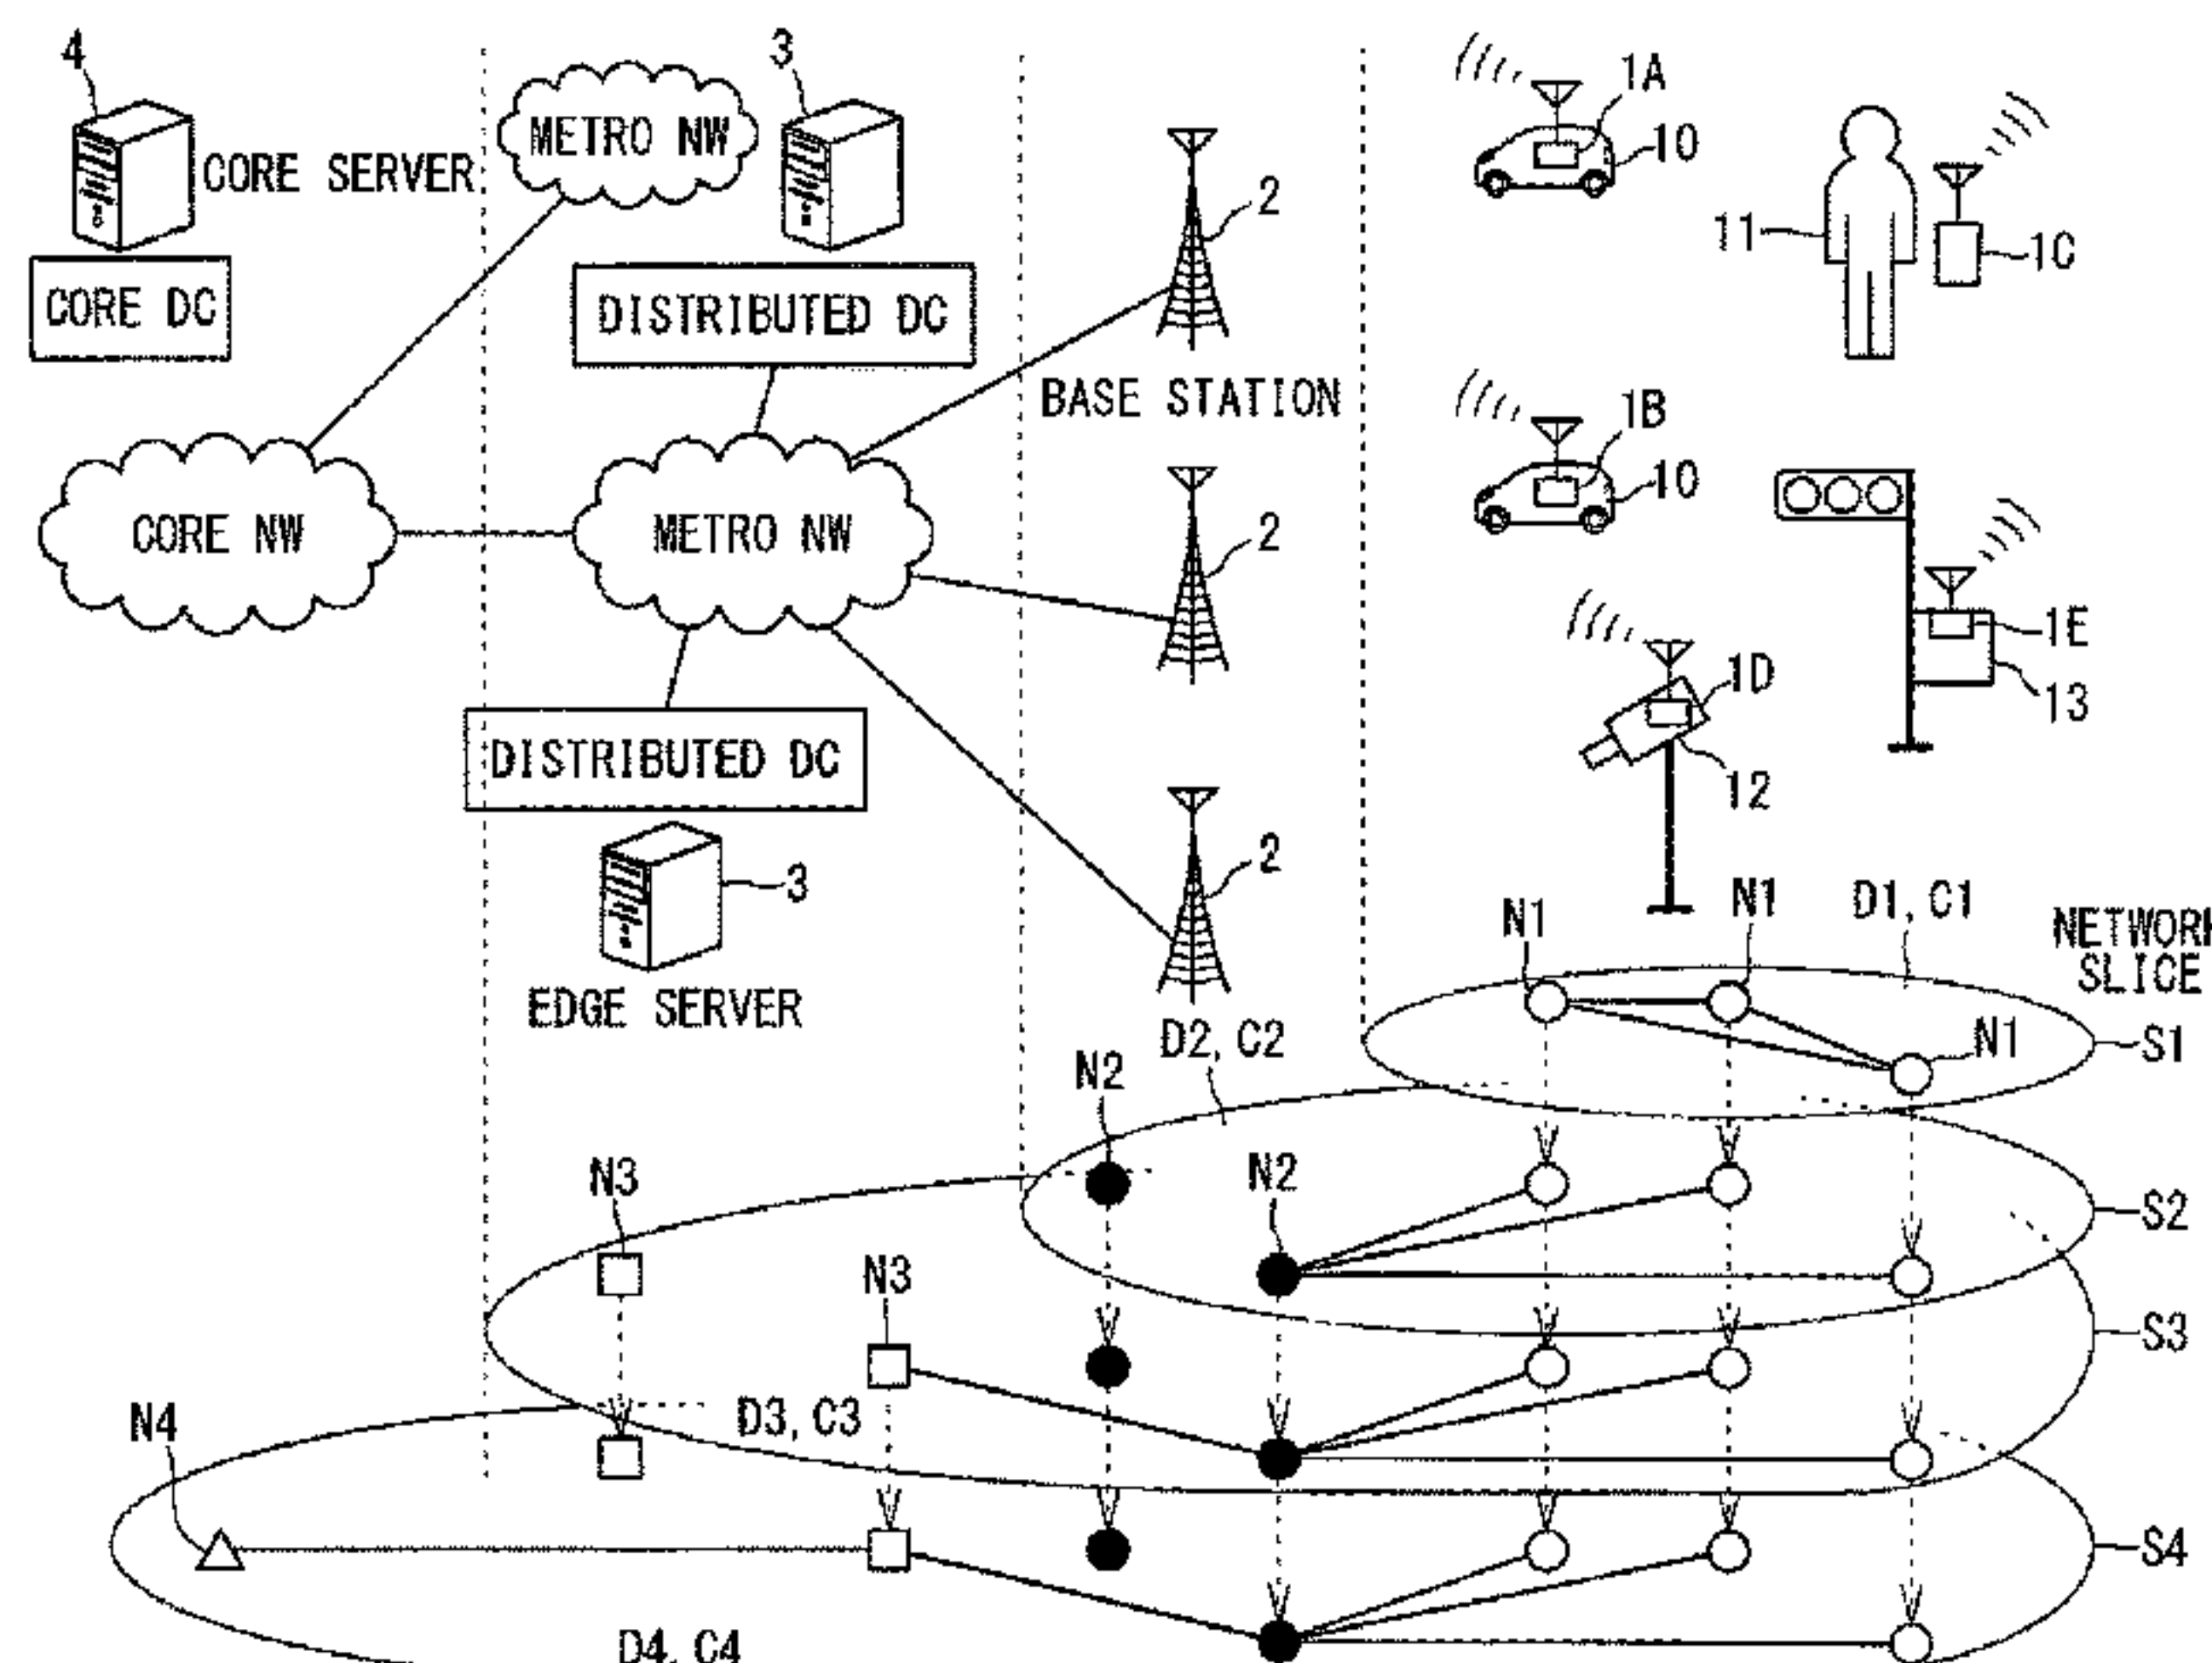 4
3
METRO NW
1A
10
CORE SERVER
2
11
1C
CORE DC
DISTRIBUTED DC
BASE STATION
1B
10
CORE NW
METRO NW
2
1E
13
1D
DISTRIBUTED DC
12
2
3
N1
N1
D1, C1
NETWORK
SLICE
EDGE SERVER
D2, C2
N1
S1
N2
N3
N2
S2
N3
S3
N4
D3, C3
S4
D4, C4